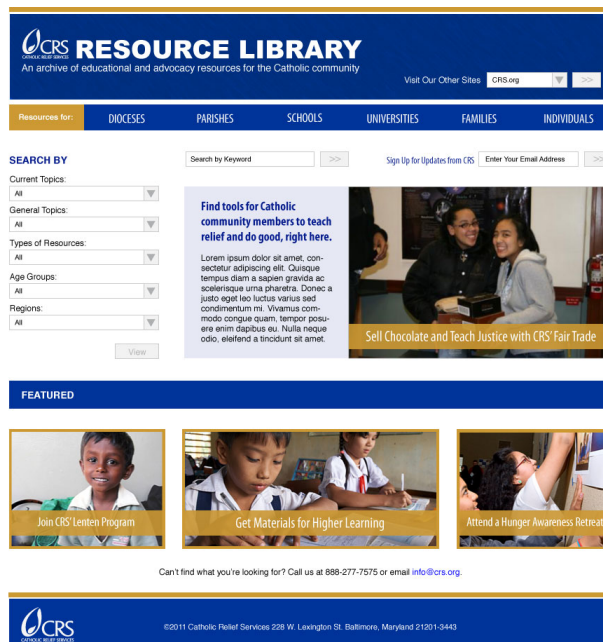 CRS
CATHOLIC RELIEF SERVICES
RESOURCE LIBRARY
An archive of educational and advocacy resources for the Catholic community
Visit Our Other Sites CRS.org >>
Resources for: DIOCESES PARISHES SCHOOLS UNIVERSITIES FAMILIES INDIVIDUALS
SEARCH BY
Current Topics:
All
General Topics:
All
Types of Resources:
All
Age Groups:
All
Regions:
All
View
Search by Keyword >>
Sign Up for Updates from CRS Enter Your Email Address >>
Find tools for Catholic
community members to teach
relief and do good, right here.
Lorem ipsum dolor sit amet, con-
sectetur adipiscing elit. Quisque
tempus diam a sapien gravida ac
scelerisque urna pharetra. Donec a
justo eget leo luctus varius sed
condimentum mi. Vivamus com-
modo congue quam, tempor posu-
ere enim dapibus eu. Nulla neque
odio, eleifend a tincidunt sit amet.
Sell Chocolate and Teach Justice with CRS' Fair Trade
FEATURED
Join CRS' Lenten Program
Get Materials for Higher Learning
Attend a Hunger Awareness Retreat
Can't find what you're looking for? Call us at 888-277-7575 or email info@crs.org.
CRS
CATHOLIC RELIEF SERVICES
©2011 Catholic Relief Services 228 W. Lexington St. Baltimore, Maryland 21201-3443